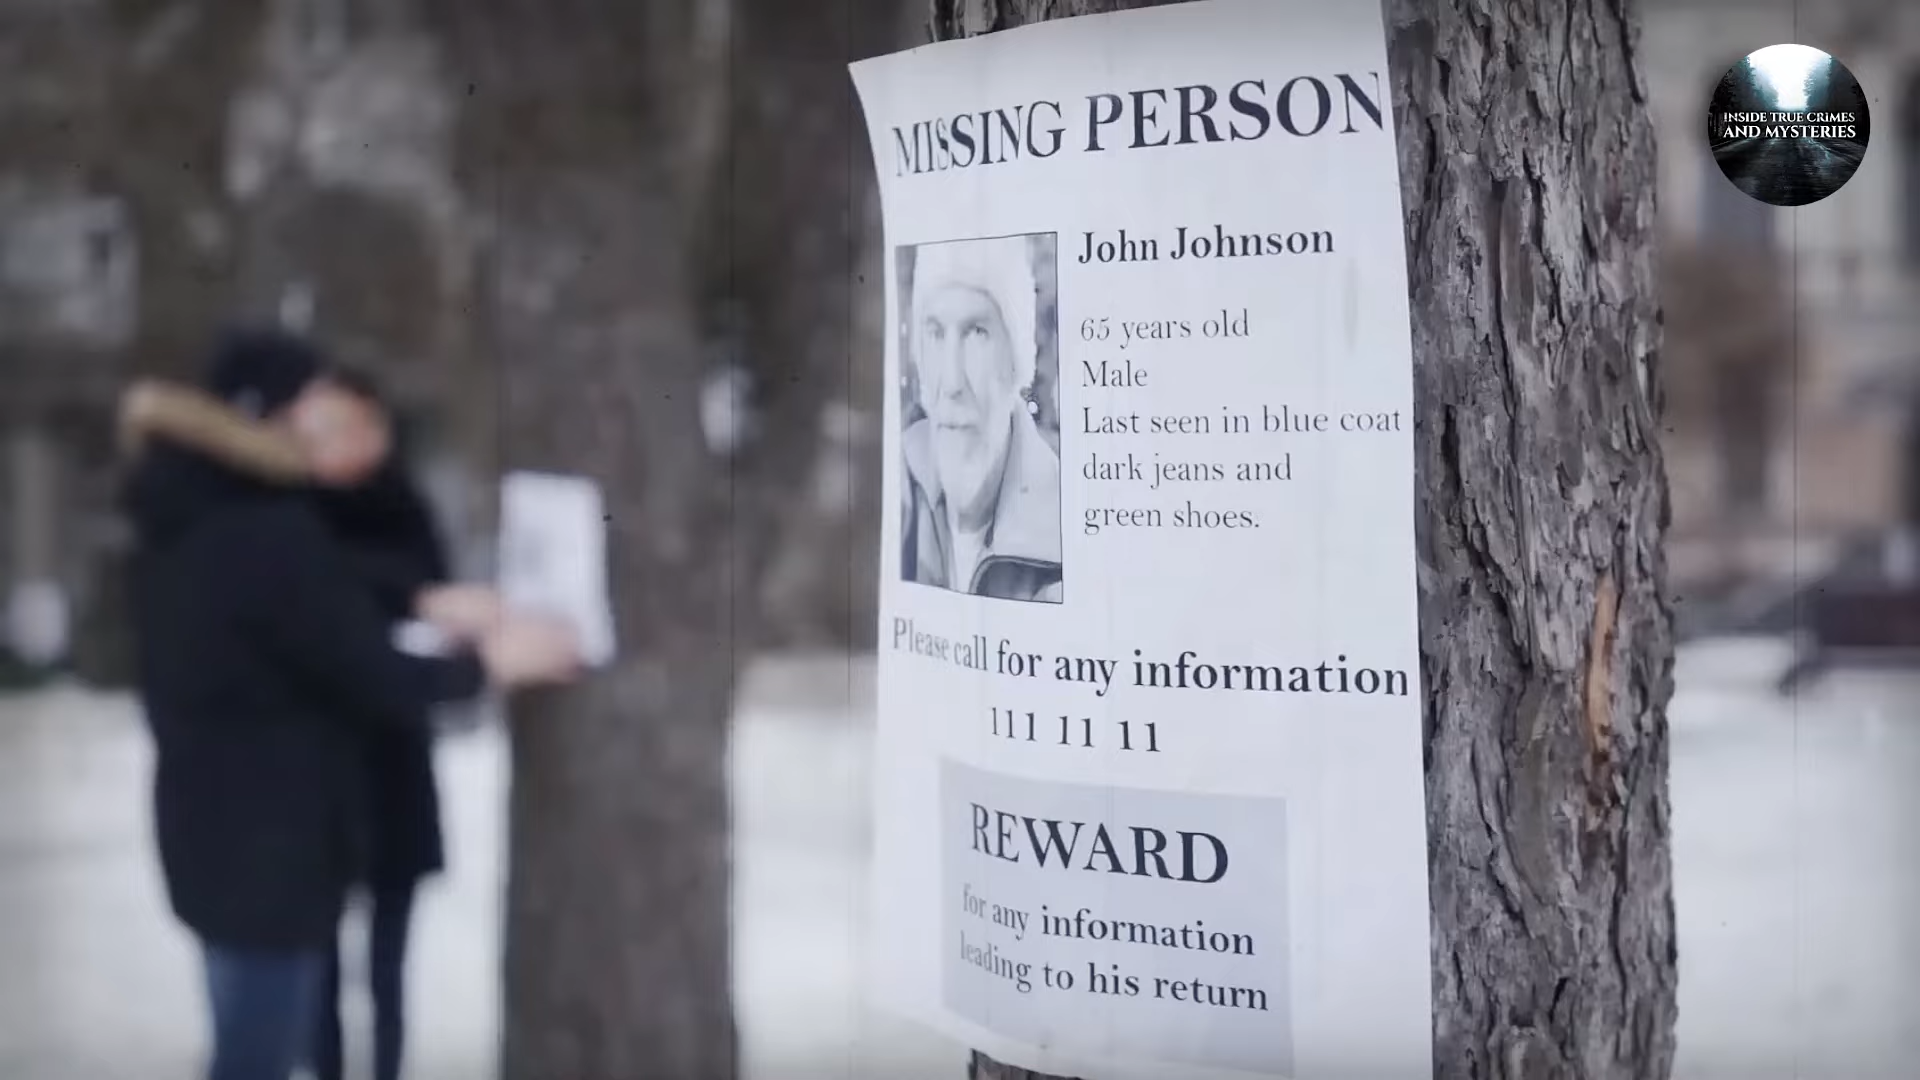 MISSING PERSON
John Johnson
65 years old
Male
Last seen in blue coat
dark jeans and
green shoes.
Please call for any information
111 11 11
REWARD
for any information
leading to his return
INSIDE TRUE CRIMES
AND MYSTERIES